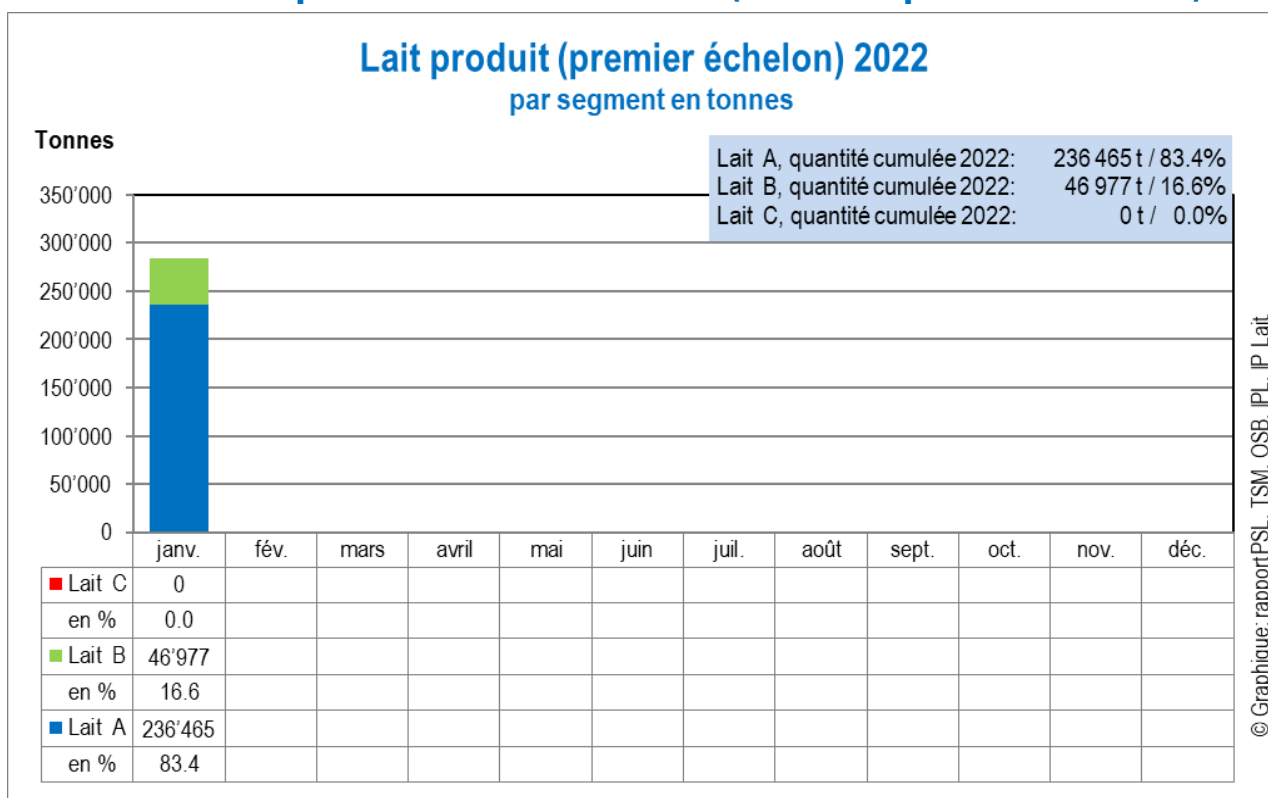 Lait produit (premier échelon) 2022
par segment en tonnes
Tonnes
Lait A, quantité cumulée 2022: 236 465 t / 83.4%
Lait B, quantité cumulée 2022: 46 977 t / 16.6%
Lait C, quantité cumulée 2022: 0 t / 0.0%
350’000
300’000
250’000
200’000
150’000
100’000
50’000
0
janv. fév. mars avril mai juin juil. août sept. oct. nov. déc.
Lait C 0
en % 0.0
Lait B 46’977
en % 16.6
Lait A 236’465
en % 83.4
© Graphique: rapport PSL, TSM, OSB, IPL, IP Lait